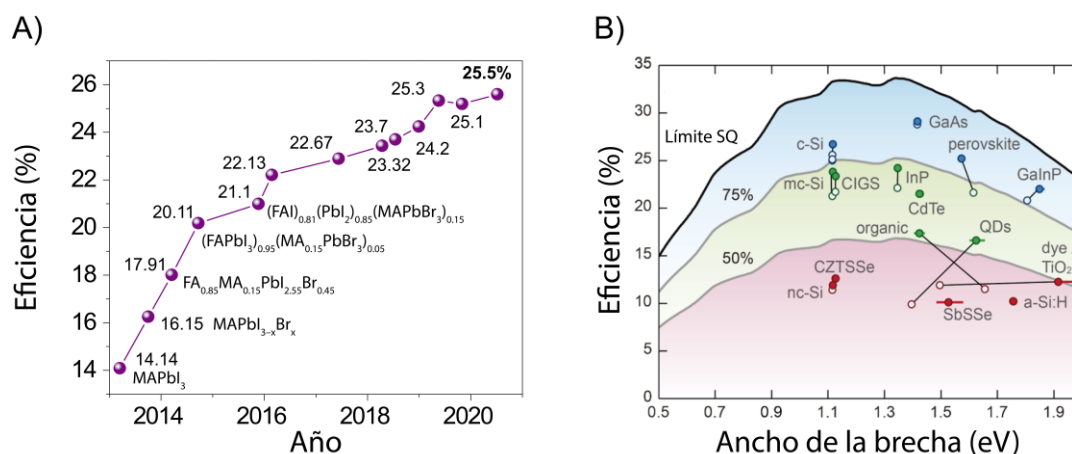 A)
Eficiencia (%)
26
24
22
20
18
16
14
2014
2016
2018
2020
Año
14.14
MAPbI₃
16.15
MAPbI₃₋ₓBrₓ
17.91
FA₀.₈₅MA₀.₁₅PbI₂.₅₅Br₀.₄₅
20.11
(FAPbI₃)₀.₉₅(MA₀.₁₅PbBr₃)₀.₀₅
21.1
(FAI)₀.₈₁(PbI₂)₀.₈₅(MAPbBr₃)₀.₁₅
22.13
22.67
23.32
23.7
24.2
25.3
25.1
25.5%
B)
Eficiencia (%)
35
30
25
20
15
10
5
0
0.5
0.7
0.9
1.1
1.3
1.5
1.7
1.9
Ancho de la brecha (eV)
Límite SQ
75%
50%
c-Si
GaAs
perovskite
mc-Si
CIGS
InP
GaInP
CdTe
organic
QDs
dye
TiO₂
CZTSSe
nc-Si
SbSSe
a-Si:H